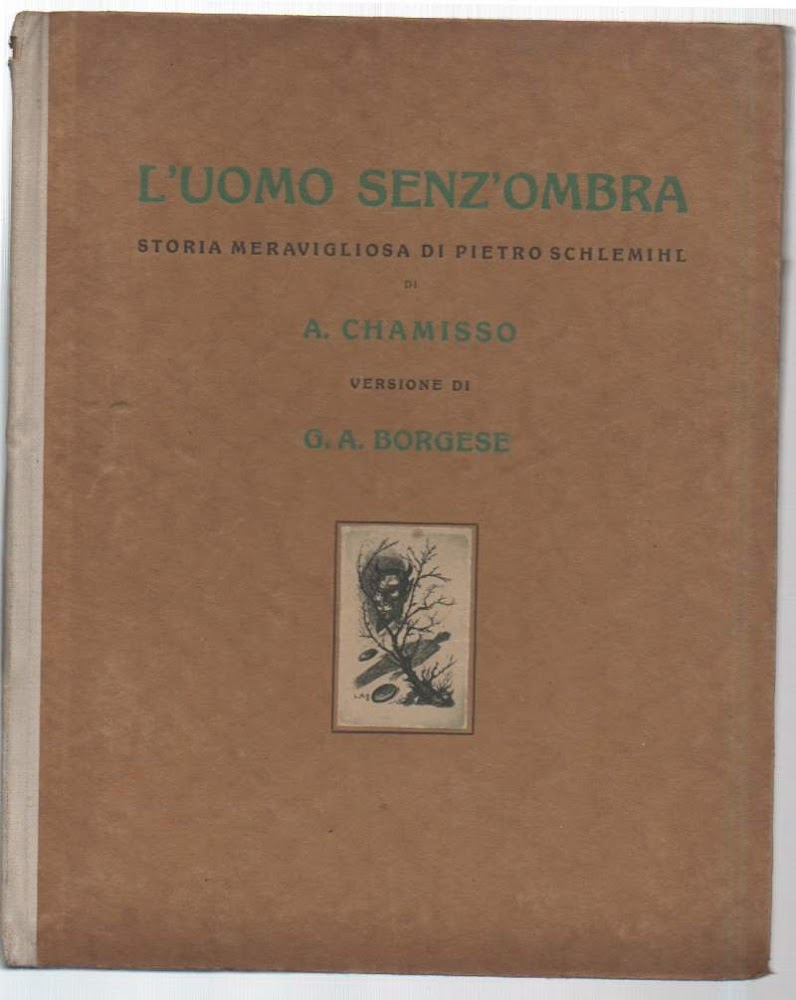 L'UOMO SENZ'OMBRA
STORIA MERAVIGLIOSA DI PIETRO SCHLEMIHL
DI
A. CHAMISSO
VERSIONE DI
G. A. BORGESE